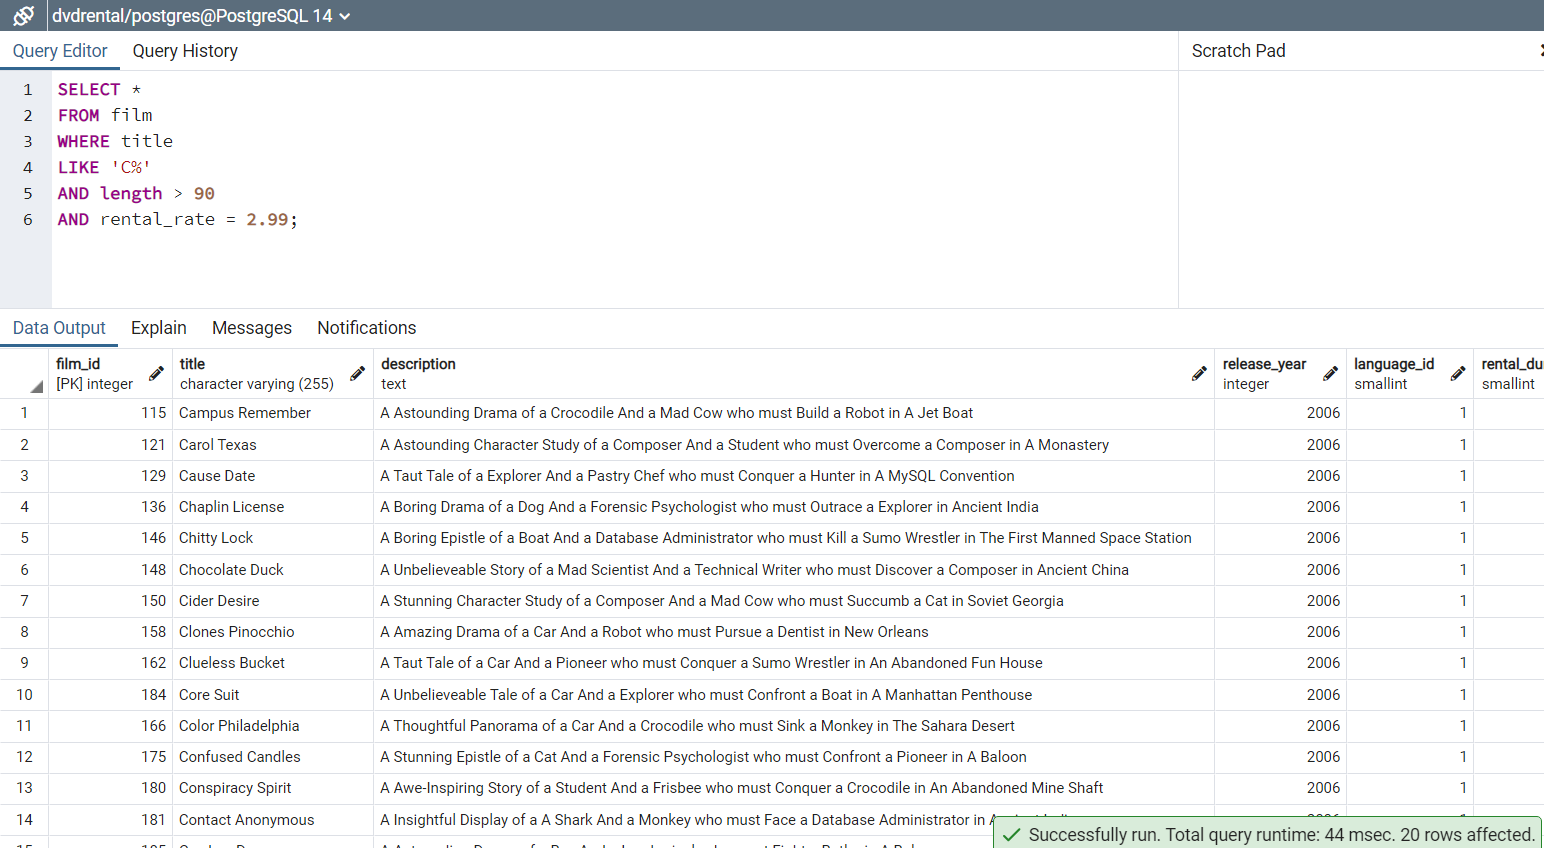 dvdrental/postgres@PostgreSQL 14
Query Editor Query History Scratch Pad
1 SELECT *
2 FROM film
3 WHERE title
4 LIKE 'C%'
5 AND length > 90
6 AND rental_rate = 2.99;
Data Output Explain Messages Notifications
film_id title description release_year language_id rental_du
[PK] integer character varying (255) text integer smallint smallint
1 115 Campus Remember A Astounding Drama of a Crocodile And a Mad Cow who must Build a Robot in A Jet Boat 2006 1
2 121 Carol Texas A Astounding Character Study of a Composer And a Student who must Overcome a Composer in A Monastery 2006 1
3 129 Cause Date A Taut Tale of a Explorer And a Pastry Chef who must Conquer a Hunter in A MySQL Convention 2006 1
4 136 Chaplin License A Boring Drama of a Dog And a Forensic Psychologist who must Outrace a Explorer in Ancient India 2006 1
5 146 Chitty Lock A Boring Epistle of a Boat And a Database Administrator who must Kill a Sumo Wrestler in The First Manned Space Station 2006 1
6 148 Chocolate Duck A Unbelieveable Story of a Mad Scientist And a Technical Writer who must Discover a Composer in Ancient China 2006 1
7 150 Cider Desire A Stunning Character Study of a Composer And a Mad Cow who must Succumb a Cat in Soviet Georgia 2006 1
8 158 Clones Pinocchio A Amazing Drama of a Car And a Robot who must Pursue a Dentist in New Orleans 2006 1
9 162 Clueless Bucket A Taut Tale of a Car And a Pioneer who must Conquer a Sumo Wrestler in An Abandoned Fun House 2006 1
10 184 Core Suit A Unbelieveable Tale of a Car And a Explorer who must Confront a Boat in A Manhattan Penthouse 2006 1
11 166 Color Philadelphia A Thoughtful Panorama of a Car And a Crocodile who must Sink a Monkey in The Sahara Desert 2006 1
12 175 Confused Candles A Stunning Epistle of a Cat And a Forensic Psychologist who must Confront a Pioneer in A Baloon 2006 1
13 180 Conspiracy Spirit A Awe-Inspiring Story of a Student And a Frisbee who must Conquer a Crocodile in An Abandoned Mine Shaft 2006 1
14 181 Contact Anonymous A Insightful Display of a A Shark And a Monkey who must Face a Database Administrator in
Successfully run. Total query runtime: 44 msec. 20 rows affected.